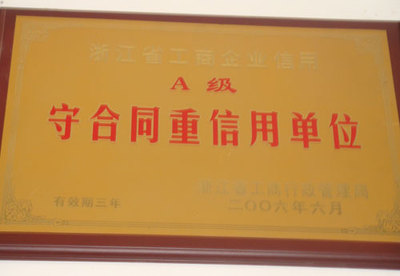 浙江省工商企业信用
A 级
守合同重信用单位
有效期三年
浙江省工商行政管理局
二〇〇六年六月